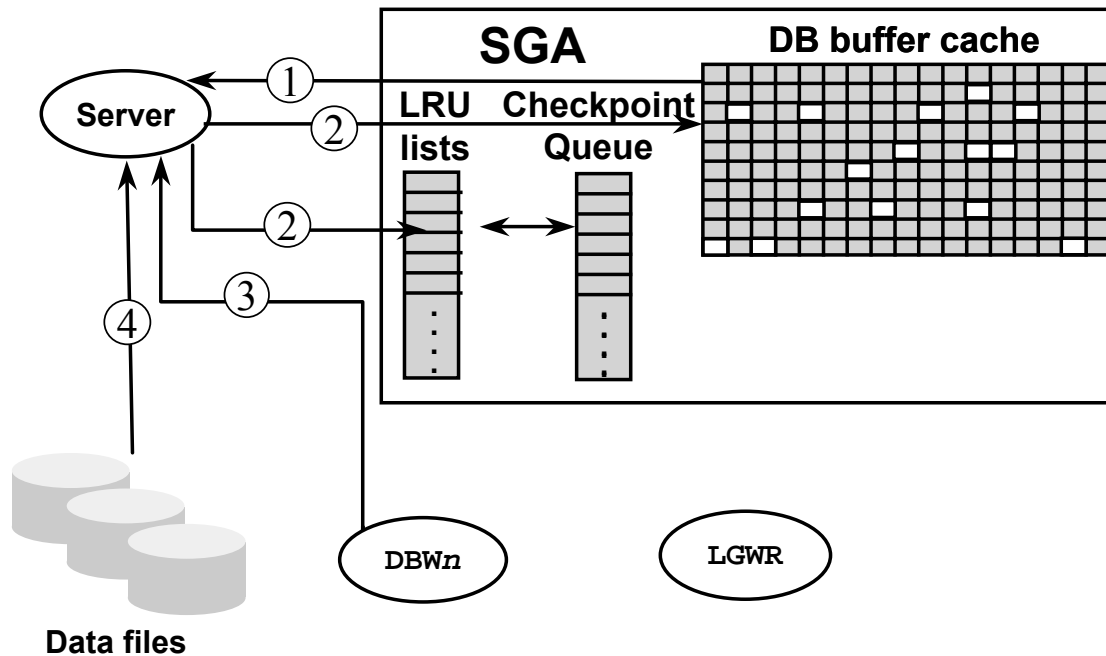 SGA
DB buffer cache
1
Server
LRU
Checkpoint
2
lists
Queue
2
3
4
DBWn
LGWR
Data files